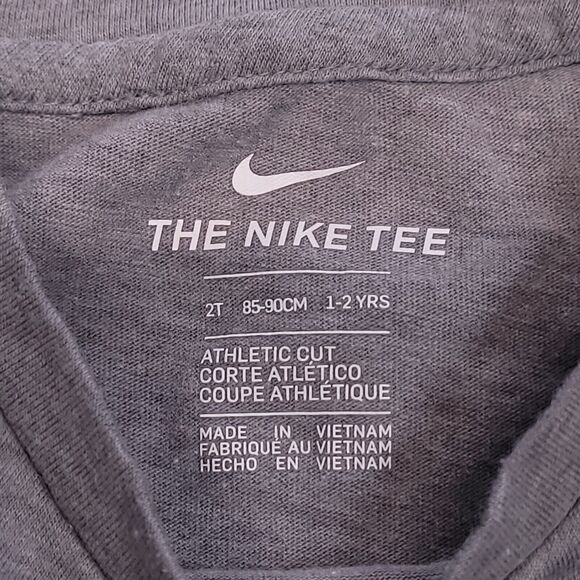 THE NIKE TEE
2T 85-90CM 1-2 YRS
ATHLETIC CUT
CORTE ATLÉTICO
COUPE ATHLÉTIQUE
MADE IN VIETNAM
FABRIQUÉ AU VIETNAM
HECHO EN VIETNAM